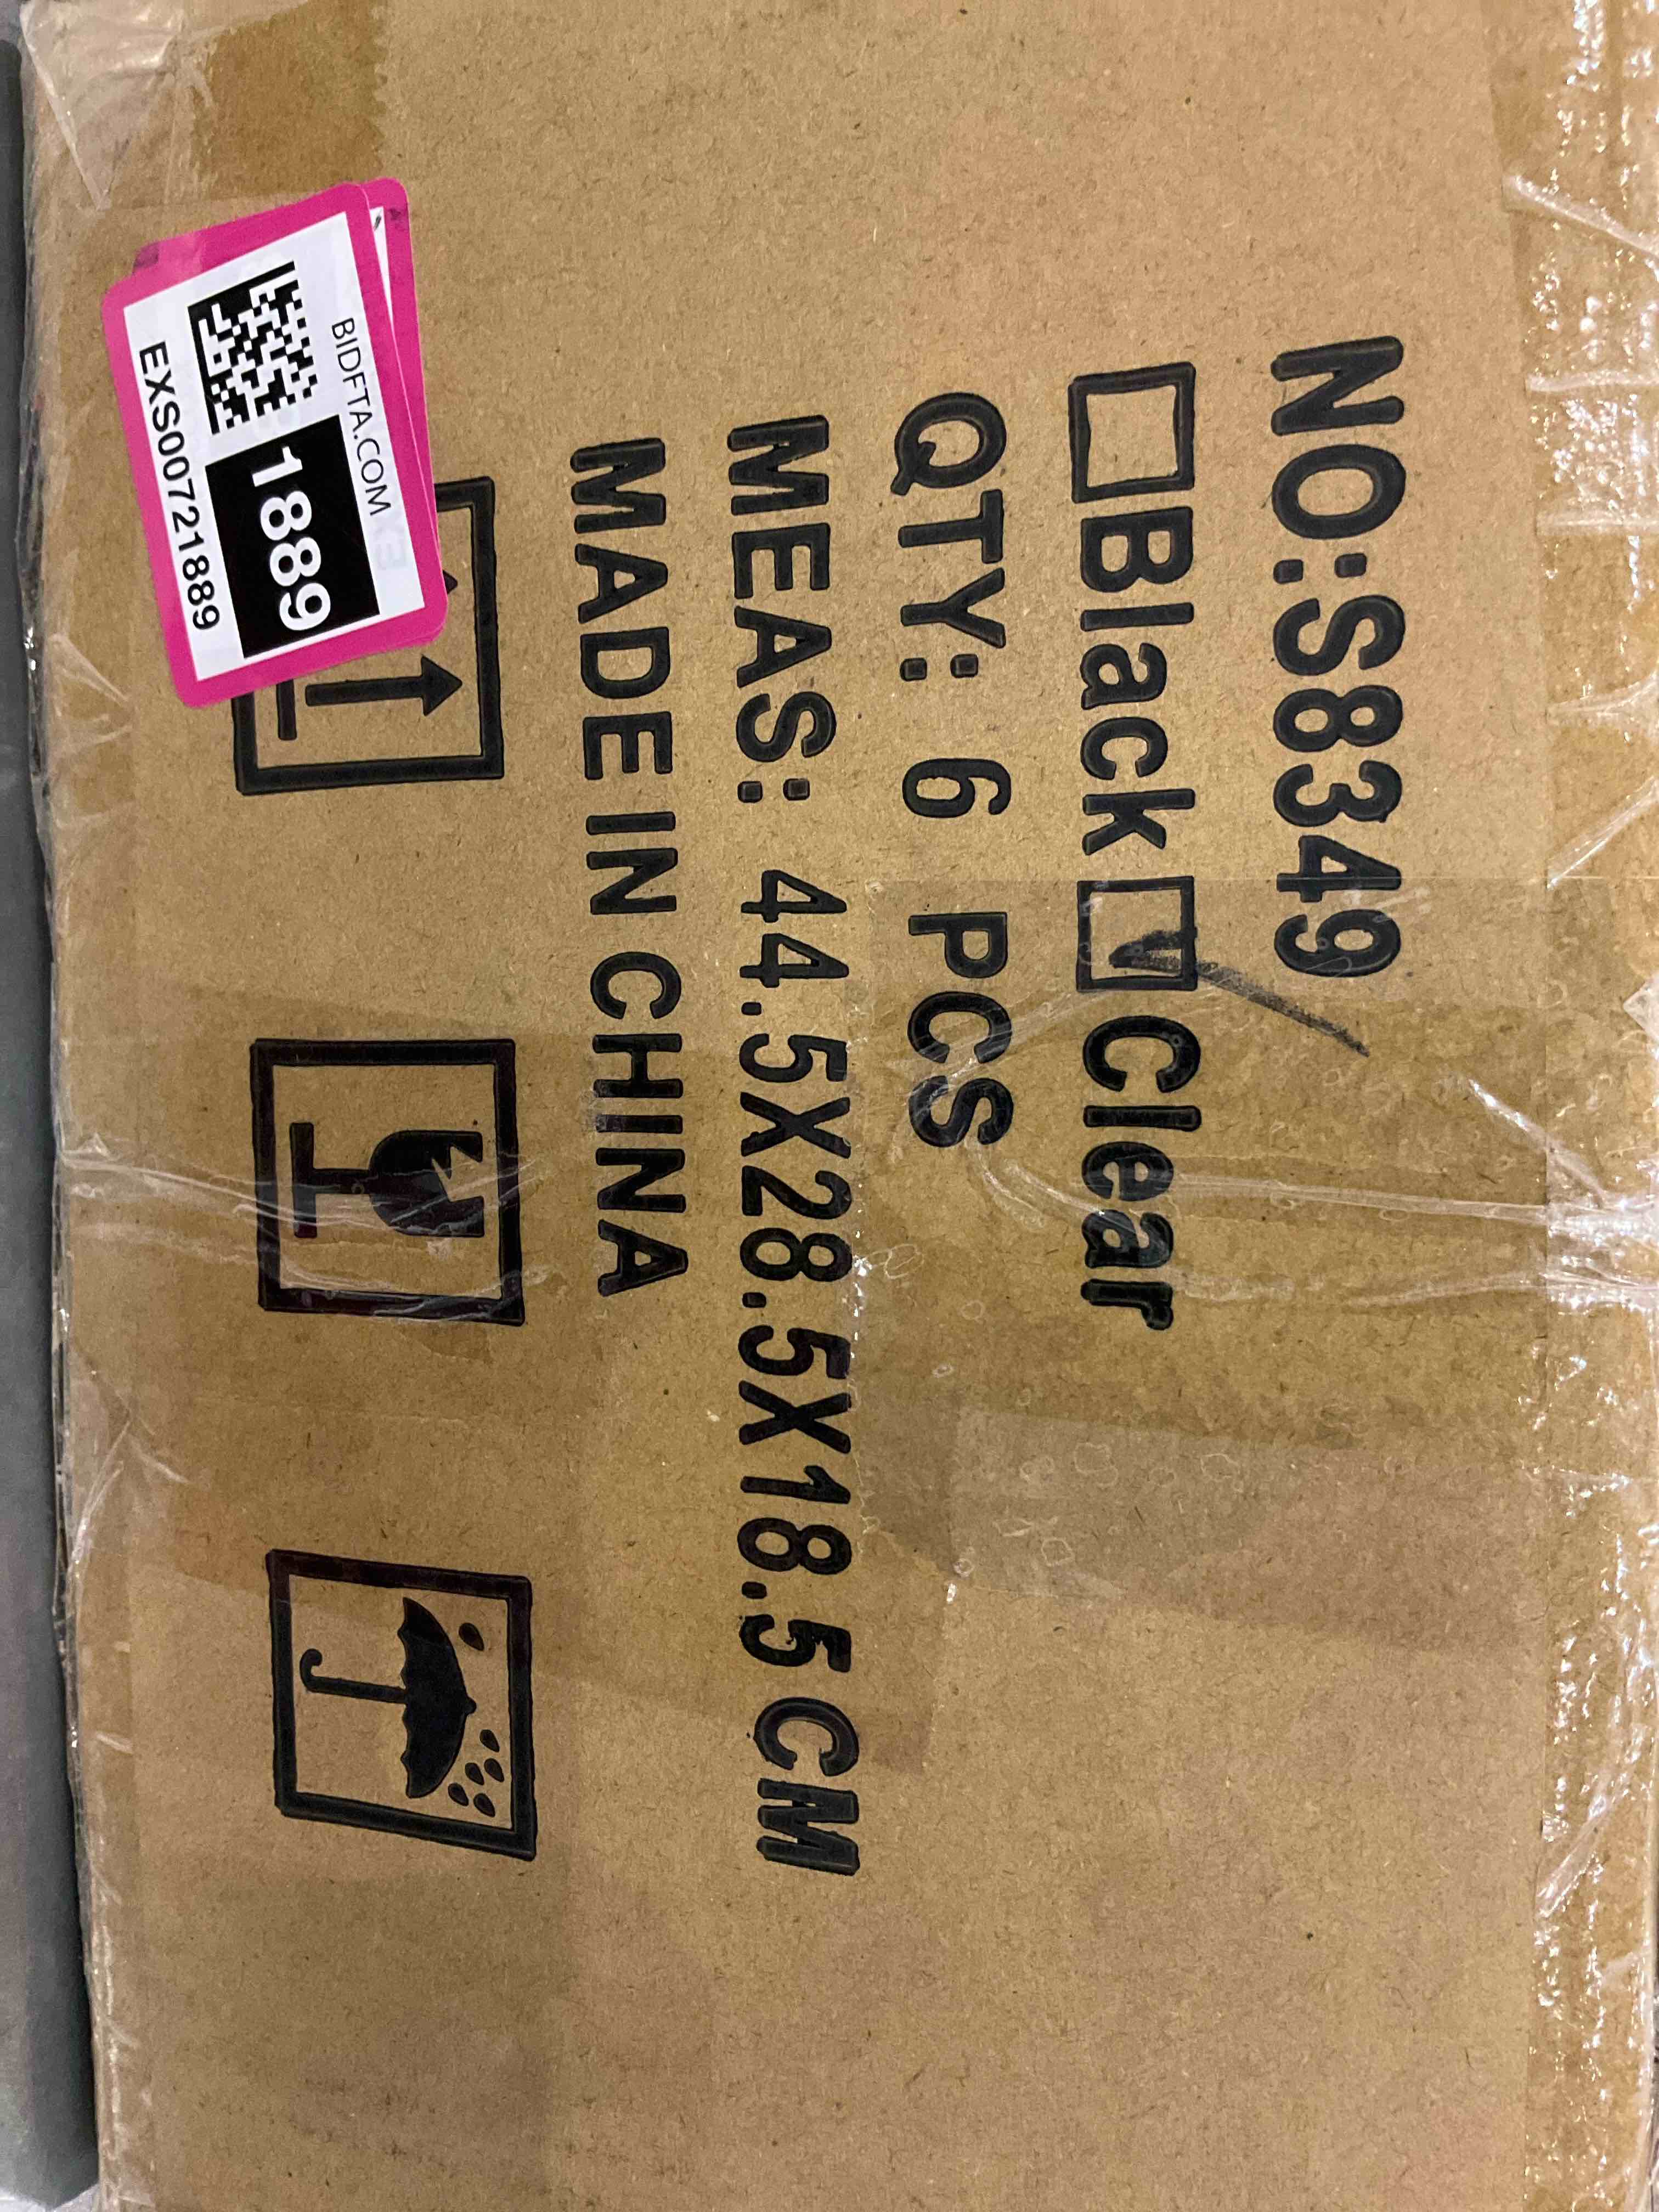 NO:S8349
Black Clear
QTY: 6 PCS
MEAS: 44.5X28.5X18.5 CM
MADE IN CHINA
BIDFTA.COM
1889
EXS00721889